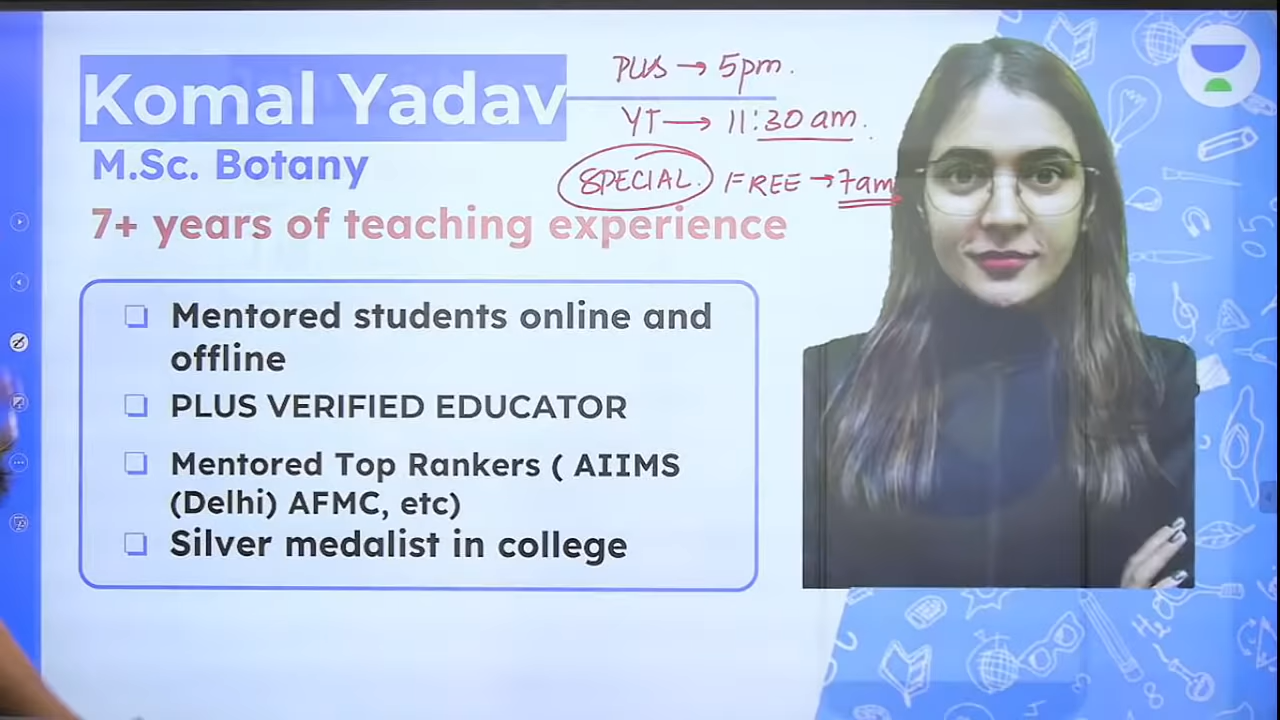 Komal Yadav
M.Sc. Botany
7+ years of teaching experience
PLUS → 5pm.
YT → 11:30 am.
SPECIAL. FREE → 7am
❑ Mentored students online and
offline
❑ PLUS VERIFIED EDUCATOR
❑ Mentored Top Rankers ( AIIMS
(Delhi) AFMC, etc)
❑ Silver medalist in college
H₂O